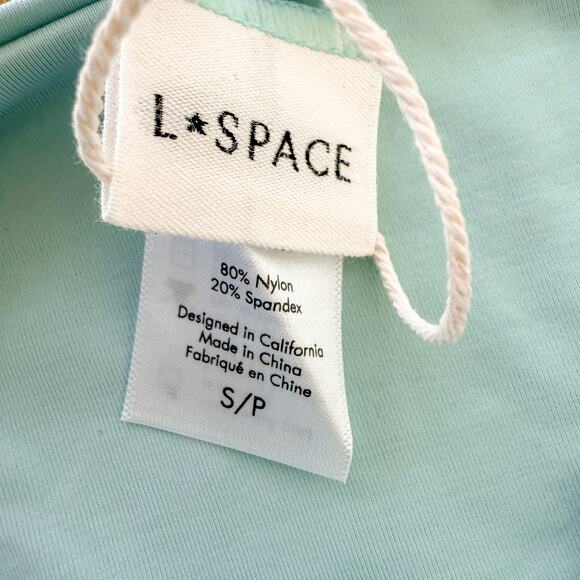 L★SPACE
80% Nylon
20% Spandex
Designed in California
Made in China
Fabriqué en Chine
S/P